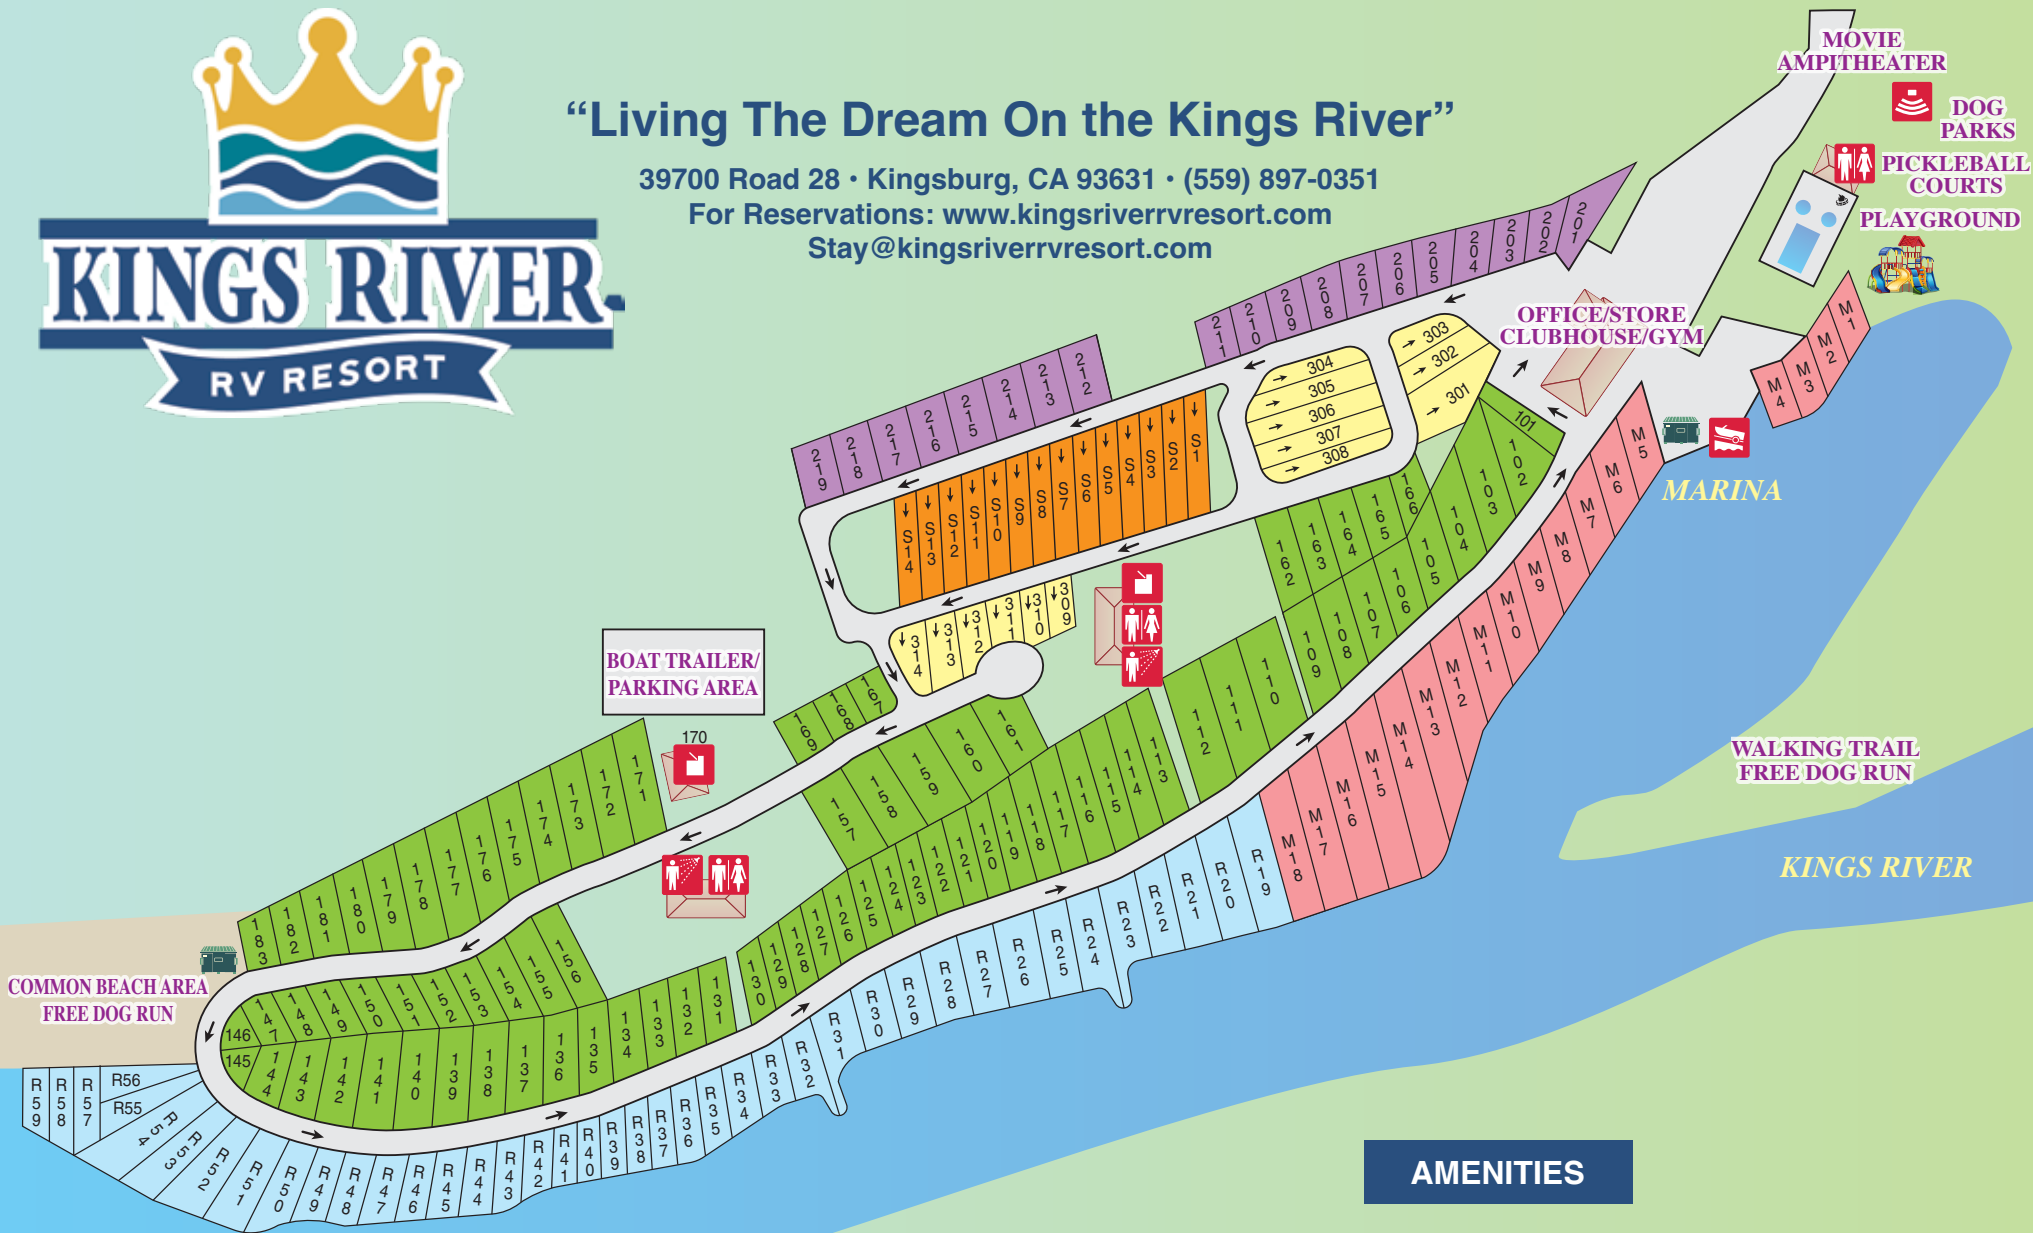 KINGS RIVER
RV RESORT
“Living The Dream On the Kings River”
39700 Road 28 • Kingsburg, CA 93631 • (559) 897-0351
For Reservations: www.kingsriverrvresort.com
Stay@kingsriverrvresort.com
MOVIE
AMPITHEATER
DOG
PARKS
PICKLEBALL
COURTS
PLAYGROUND
OFFICE/STORE
CLUBHOUSE/GYM
MARINA
WALKING TRAIL
FREE DOG RUN
KINGS RIVER
BOAT TRAILER/
PARKING AREA
COMMON BEACH AREA
FREE DOG RUN
AMENITIES
201
202
203
204
205
206
207
208
209
210
211
212
213
214
215
216
217
218
219
303
302
301
304
305
306
307
308
S1
S2
S3
S4
S5
S6
S7
S8
S9
S10
S11
S12
S13
S14
309
310
311
312
313
314
M1
M2
M3
M4
M5
M6
M7
M8
M9
M10
M11
M12
M13
M14
M15
M16
M17
M18
101
102
103
104
105
106
107
108
109
110
111
112
113
114
115
116
117
118
119
120
121
122
123
124
125
126
127
128
129
130
131
132
133
134
135
136
137
138
139
140
141
142
143
144
145
146
147
148
149
150
151
152
153
154
155
156
157
158
159
160
161
162
163
164
165
166
167
168
169
170
171
172
173
174
175
176
177
178
179
180
181
182
183
R19
R20
R21
R22
R23
R24
R25
R26
R27
R28
R29
R30
R31
R32
R33
R34
R35
R36
R37
R38
R39
R40
R41
R42
R43
R44
R45
R46
R47
R48
R49
R50
R51
R52
R53
R54
R55
R56
R57
R58
R59